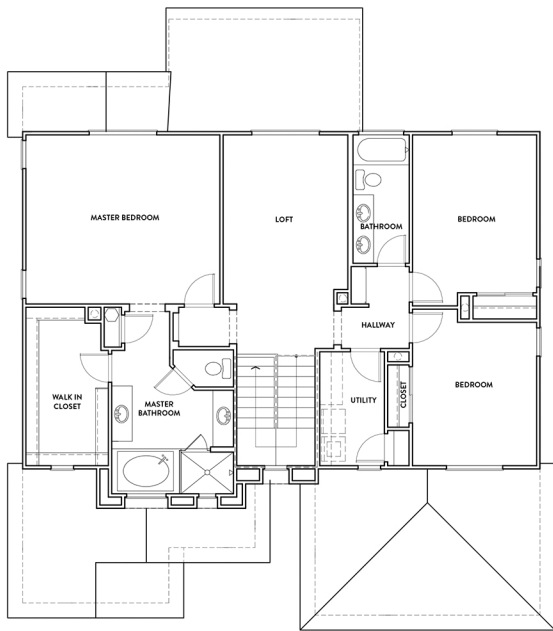 MASTER BEDROOM
LOFT
BATHROOM
BEDROOM
HALLWAY
WALK IN
CLOSET
MASTER
BATHROOM
UTILITY
CLOSET
BEDROOM